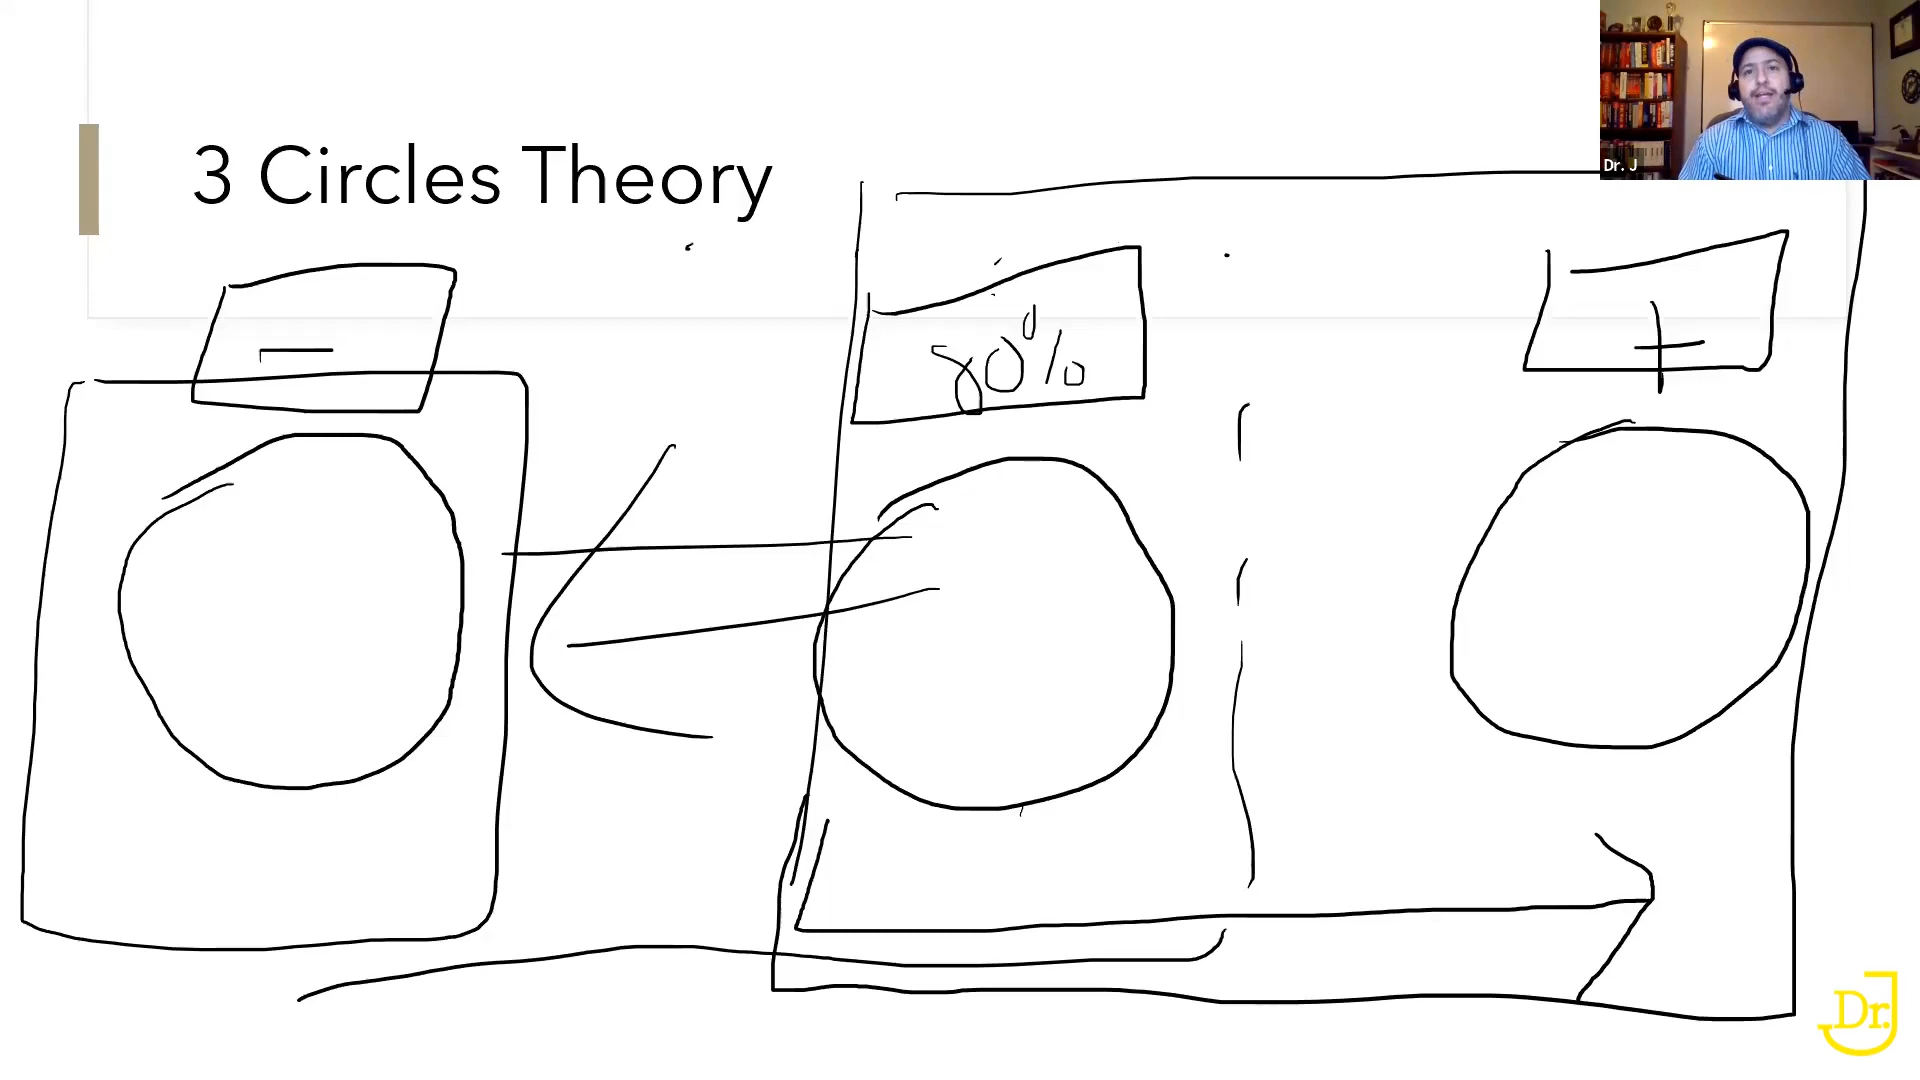 3 Circles Theory
Dr. J
–
80%
+
Dr.J